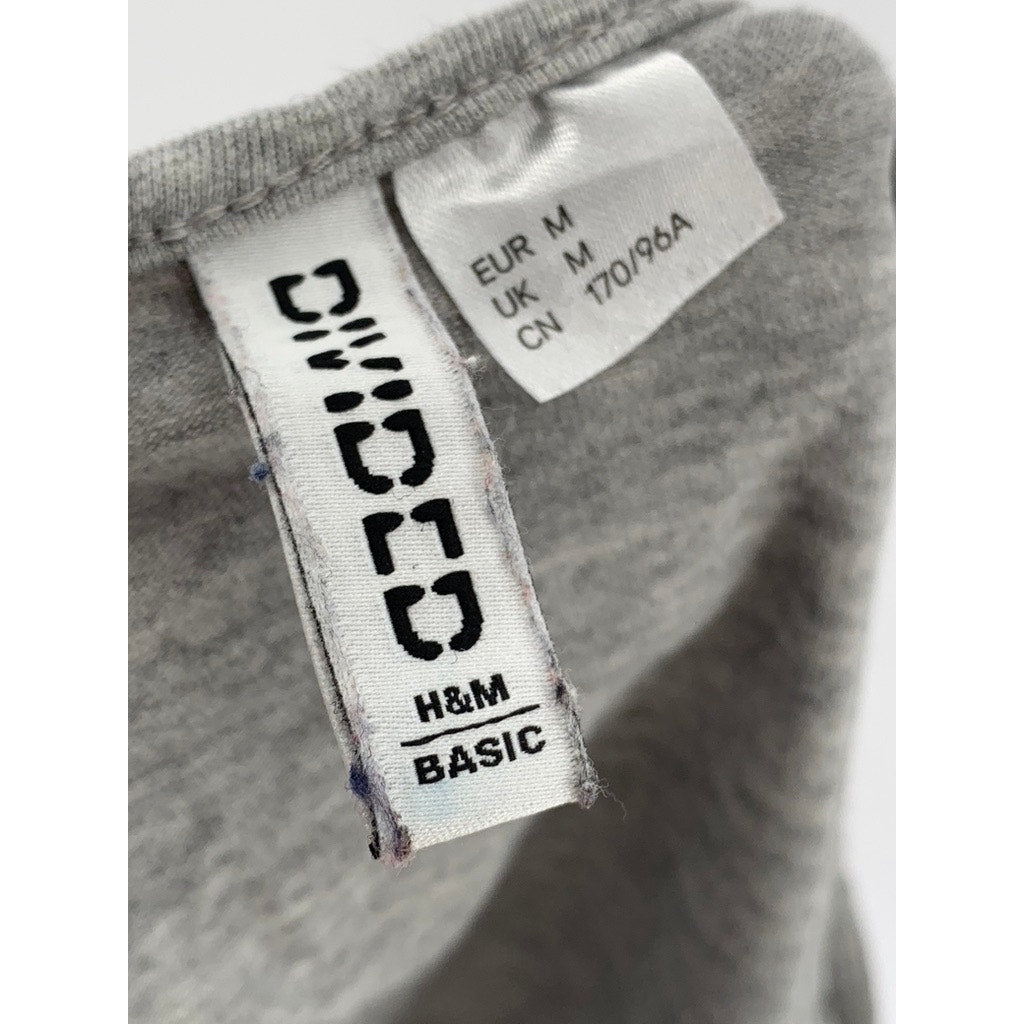 DIVIDED
H&M
BASIC
EUR M
UK M
CN 170/96A